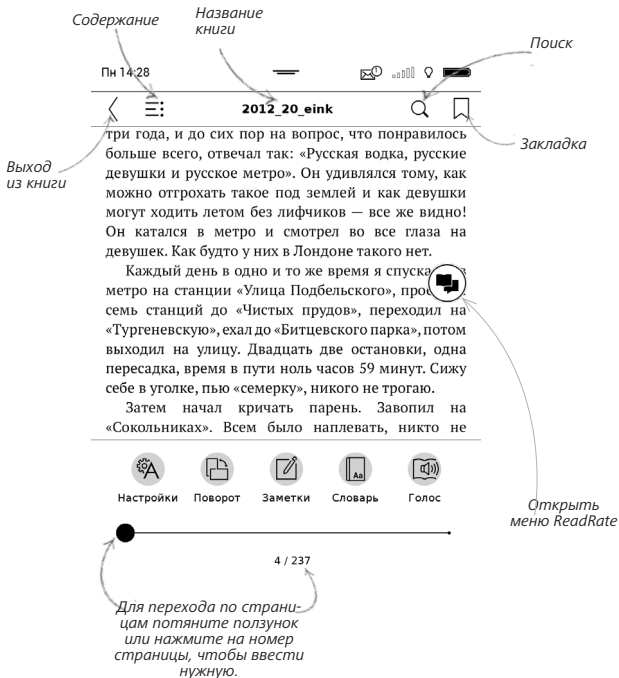 Содержание
Название
книги
Поиск
Пн 14:28
2012_20_eink
Закладка
Выход
из книги
три года, и до сих пор на вопрос, что понравилось
больше всего, отвечал так: «Русская водка, русские
девушки и русское метро». Он удивлялся тому, как
можно отгрохать такое под землей и как девушки
могут ходить летом без лифчиков — все же видно!
Он катался в метро и смотрел во все глаза на
девушек. Как будто у них в Лондоне такого нет.
Каждый день в одно и то же время я спуска
метро на станции «Улица Подбельского», прос
семь станций до «Чистых прудов», переходил на
«Тургеневскую», ехал до «Битцевского парка», потом
выходил на улицу. Двадцать две остановки, одна
пересадка, время в пути ноль часов 59 минут. Сижу
себе в уголке, пью «семерку», никого не трогаю.
Затем начал кричать парень. Завопил на
«Сокольниках». Всем было наплевать, никто не
Aa
Настройки Поворот Заметки Словарь Голос
Открыть
меню ReadRate
4 / 237
Для перехода по страни-
цам потяните ползунок
или нажмите на номер
страницы, чтобы ввести
нужную.